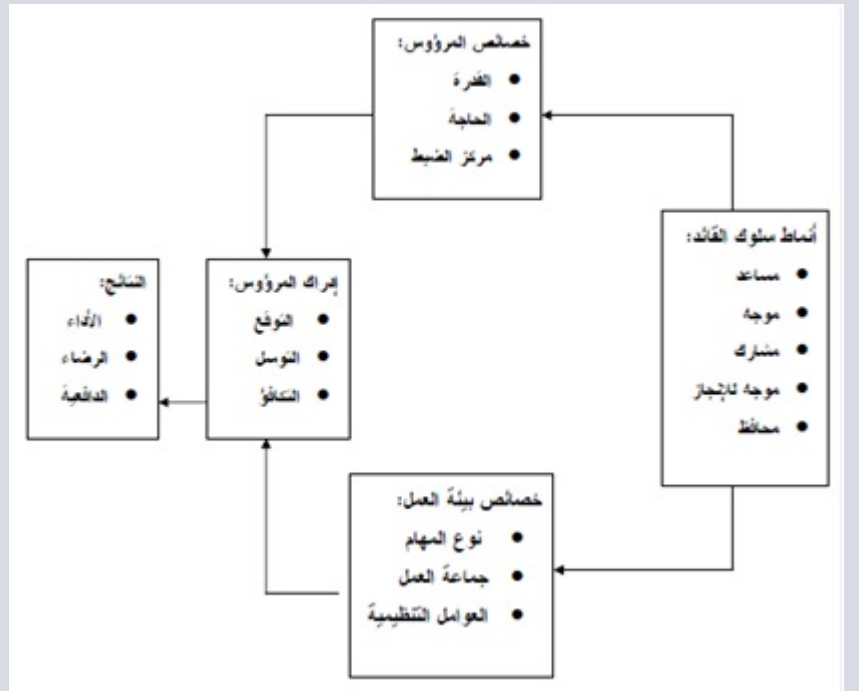 خصائص المرؤوس:
● القدرة
● الحاجة
● مركز الضبط
أنماط سلوك القائد:
● مساعد
● موجه
● مشارك
● موجه للإنجاز
● محافظ
إدراك المرؤوس:
● التوقع
● التوسل
● التكافؤ
النتائج:
● الأداء
● الرضاء
● الدافعية
خصائص بيئة العمل:
● نوع المهام
● جماعة العمل
● العوامل التنظيمية